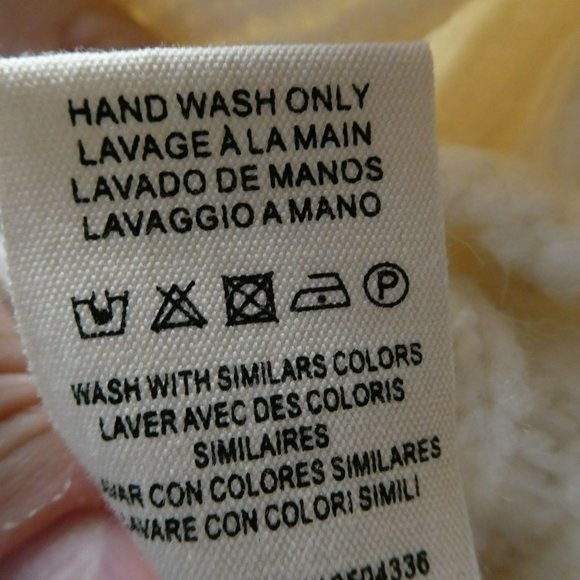 HAND WASH ONLY
LAVAGE À LA MAIN
LAVADO DE MANOS
LAVAGGIO A MANO
P
WASH WITH SIMILARS COLORS
LAVER AVEC DES COLORIS
SIMILAIRES
CON COLORES SIMILARES
LAVARE CON COLORI SIMILI